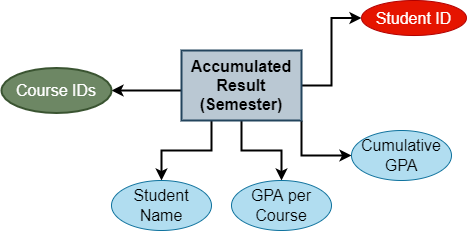 Student ID
Accumulated
Result
(Semester)
Course IDs
Cumulative
GPA
Student
Name
GPA per
Course